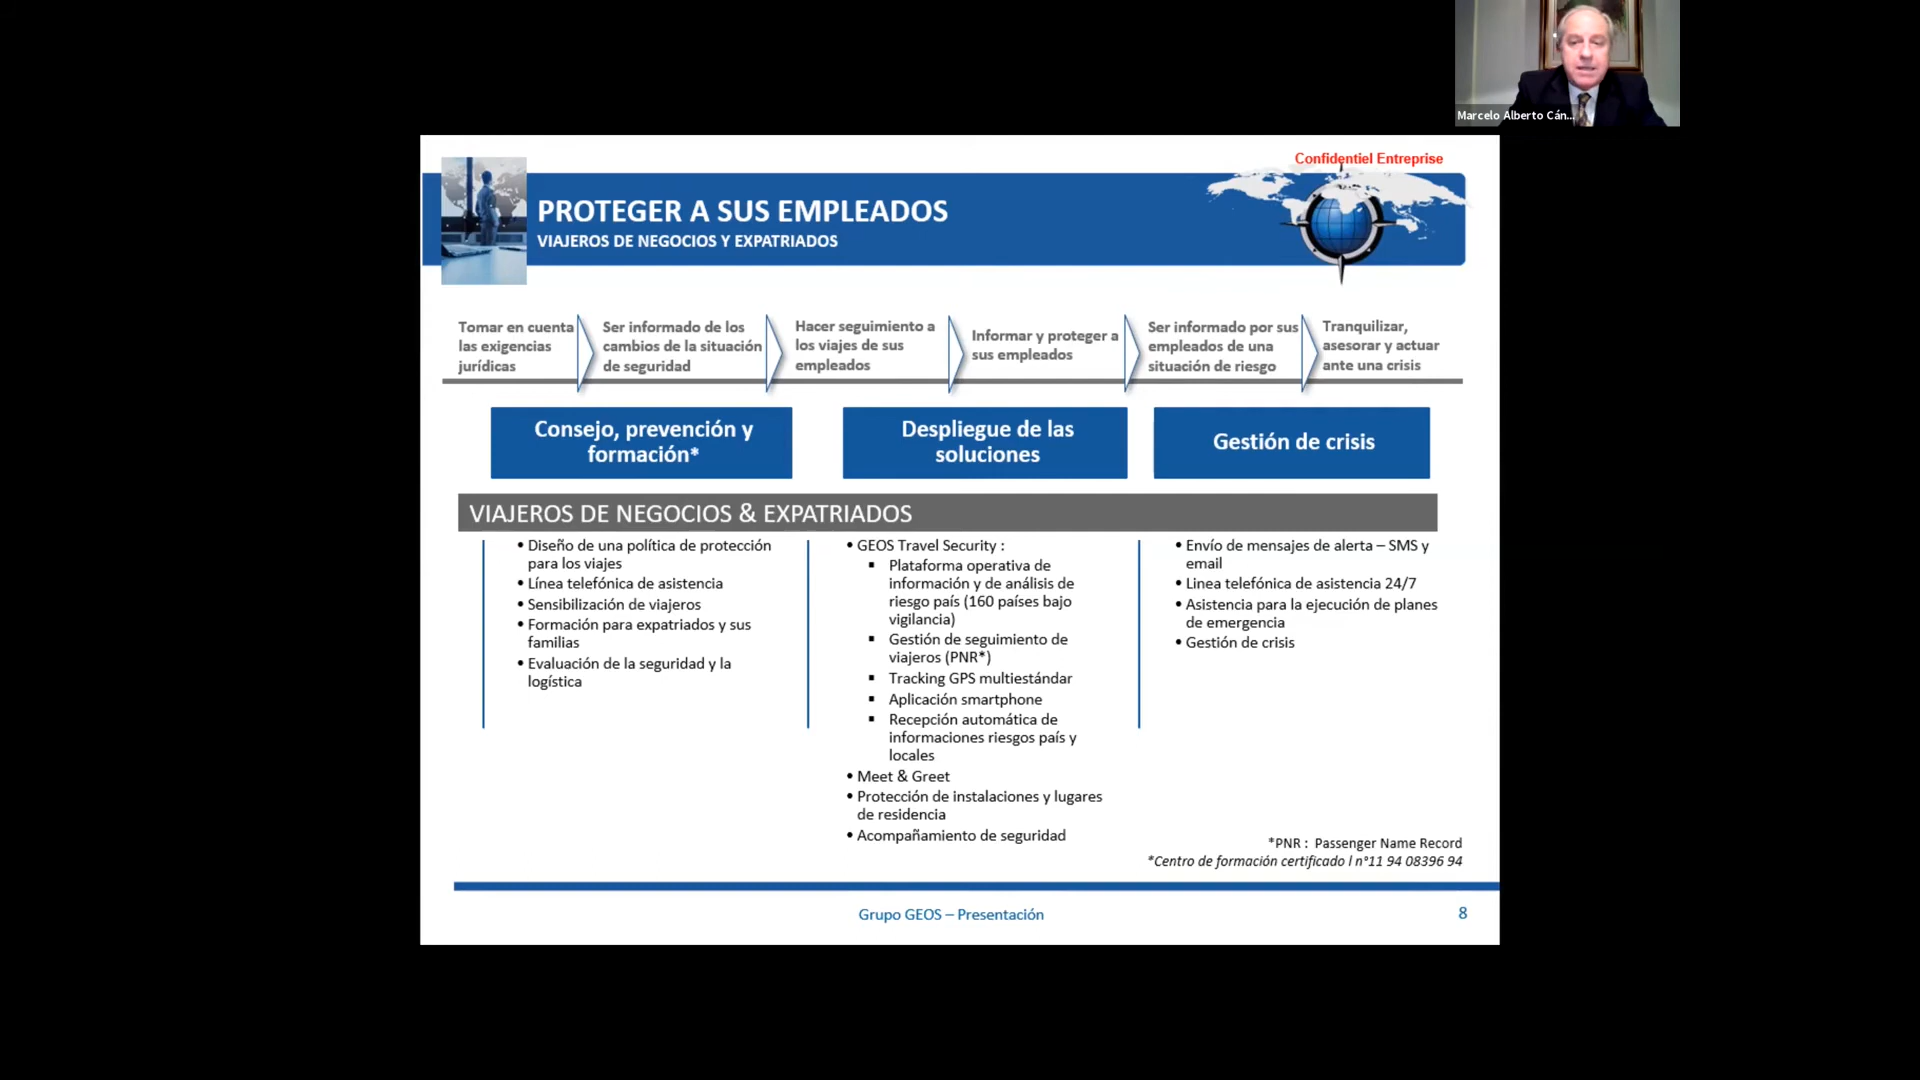 Marcelo Alberto Cán...
Confidentiel Entreprise
PROTEGER A SUS EMPLEADOS
VIAJEROS DE NEGOCIOS Y EXPATRIADOS
Tomar en cuenta
las exigencias
jurídicas
Ser informado de los
cambios de la situación
de seguridad
Hacer seguimiento a
los viajes de sus
empleados
Informar y proteger a
sus empleados
Ser informado por sus
empleados de una
situación de riesgo
Tranquilizar,
asesorar y actuar
ante una crisis
Consejo, prevención y
formación*
Despliegue de las
soluciones
Gestión de crisis
VIAJEROS DE NEGOCIOS & EXPATRIADOS
• Diseño de una política de protección
para los viajes
• Línea telefónica de asistencia
• Sensibilización de viajeros
• Formación para expatriados y sus
familias
• Evaluación de la seguridad y la
logística
• GEOS Travel Security :
▪ Plataforma operativa de
información y de análisis de
riesgo país (160 países bajo
vigilancia)
▪ Gestión de seguimiento de
viajeros (PNR*)
▪ Tracking GPS multiestándar
▪ Aplicación smartphone
▪ Recepción automática de
informaciones riesgos país y
locales
• Meet & Greet
• Protección de instalaciones y lugares
de residencia
• Acompañamiento de seguridad
• Envío de mensajes de alerta – SMS y
email
• Linea telefónica de asistencia 24/7
• Asistencia para la ejecución de planes
de emergencia
• Gestión de crisis
*PNR : Passenger Name Record
*Centro de formación certificado l n°11 94 08396 94
Grupo GEOS – Presentación
8